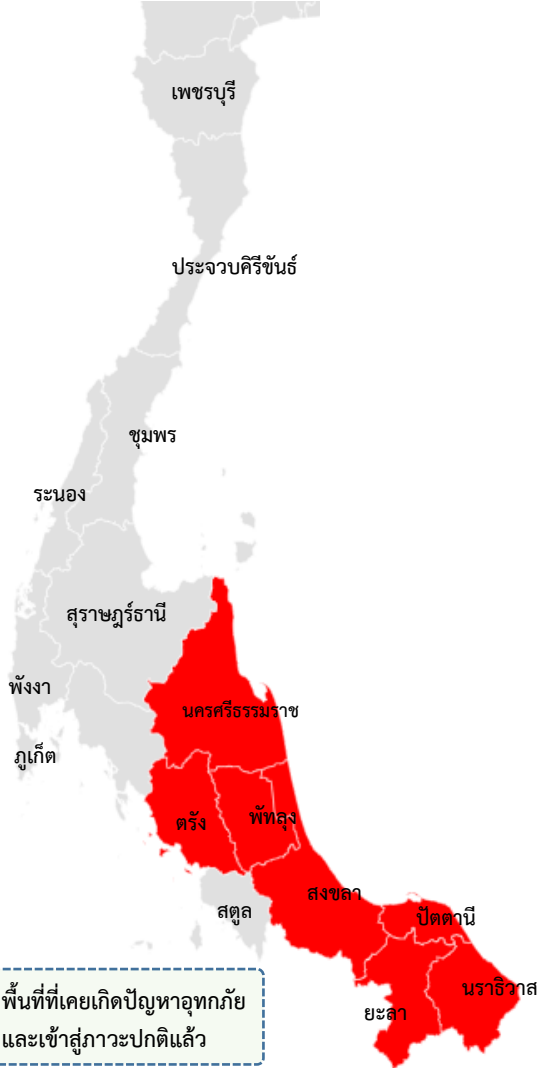 เพชรบุรี
ประจวบคิรีขันธ์
ชุมพร
ระนอง
สุราษฎร์ธานี
พังงา
นครศรีธรรมราช
ภูเก็ต
ตรัง
พัทลุง
สงขลา
สตูล
ปัตตานี
นราธิวาส
ยะลา
พื้นที่ที่เคยเกิดปัญหาอุทกภัย
และเข้าสู่ภาวะปกติแล้ว